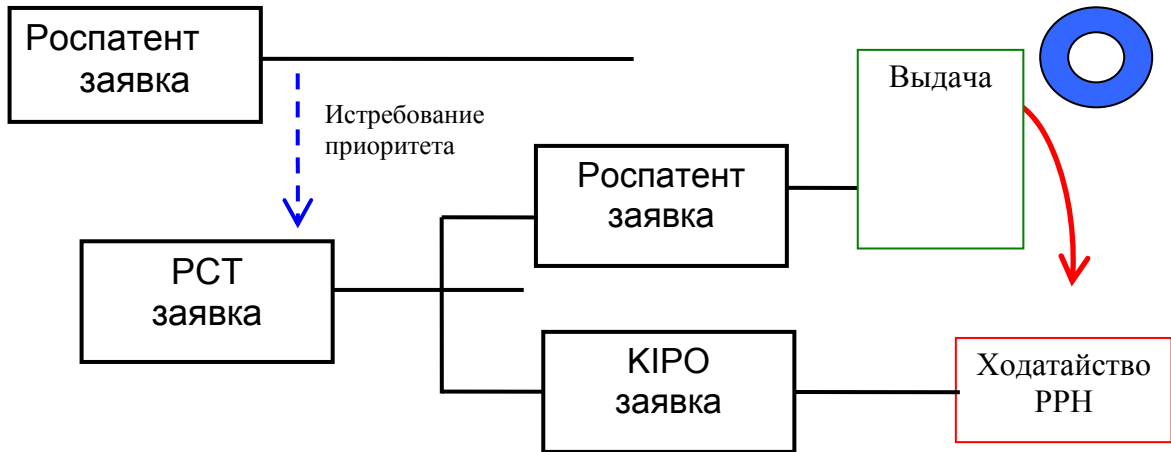 Роспатент
заявка
Истребование
приоритета
Выдача
Роспатент
заявка
PCT
заявка
KIPO
заявка
Ходатайство
PPH